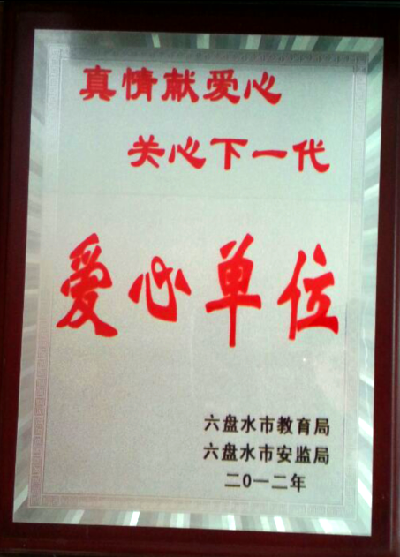 真情献爱心
关心下一代
爱心单位
六盘水市教育局
六盘水市安监局
二0一二年